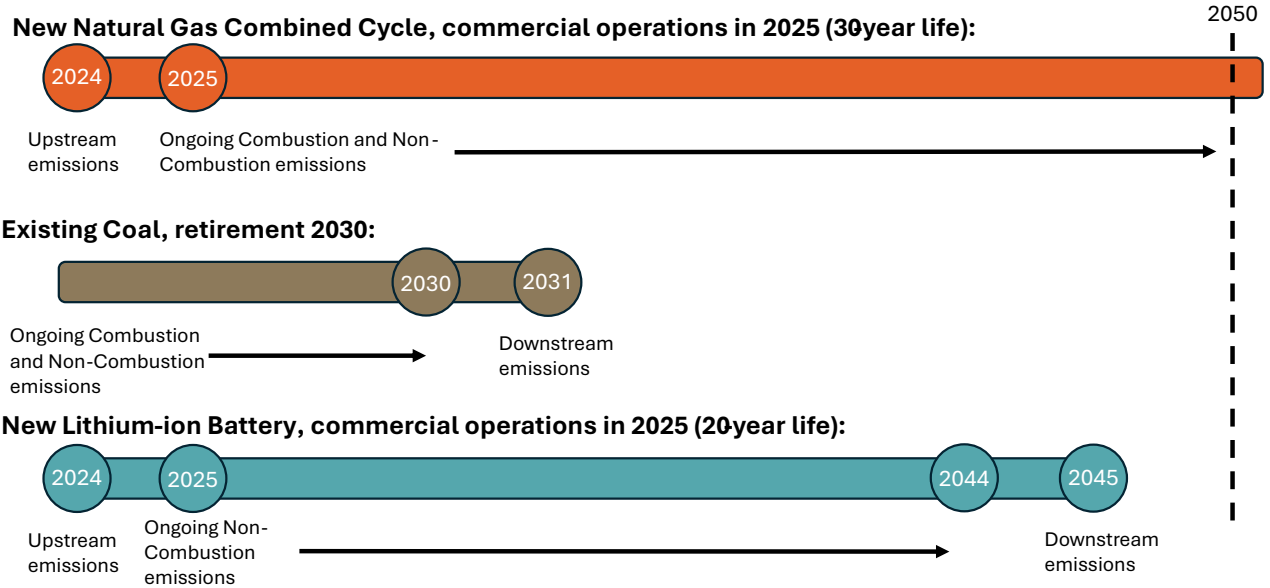 2050
New Natural Gas Combined Cycle, commercial operations in 2025 (30-year life):
2024
2025
Upstream
emissions
Ongoing Combustion and Non-
Combustion emissions
Existing Coal, retirement 2030:
2030
2031
Ongoing Combustion
and Non-Combustion
emissions
Downstream
emissions
New Lithium-ion Battery, commercial operations in 2025 (20-year life):
2024
2025
2044
2045
Upstream
emissions
Ongoing Non-
Combustion
emissions
Downstream
emissions